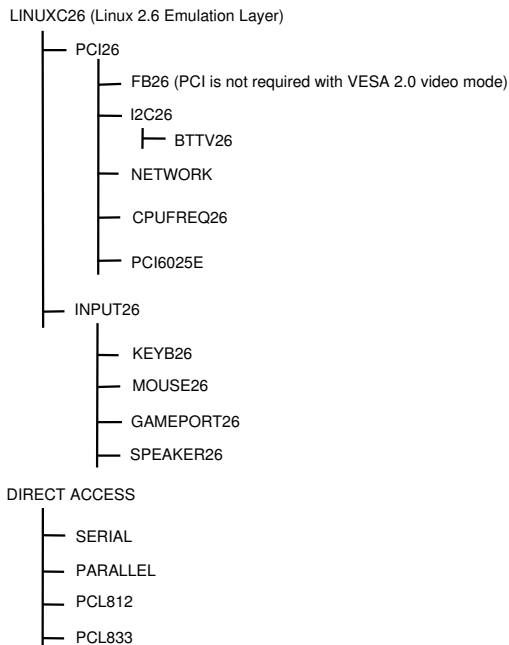 LINUXC26 (Linux 2.6 Emulation Layer)
PCI26
FB26 (PCI is not required with VESA 2.0 video mode)
I2C26
BTTV26
NETWORK
CPUFREQ26
PCI6025E
INPUT26
KEYB26
MOUSE26
GAMEPORT26
SPEAKER26
DIRECT ACCESS
SERIAL
PARALLEL
PCL812
PCL833